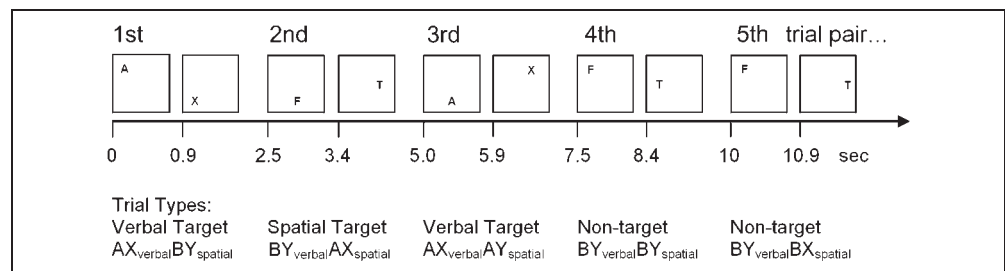 1st 2nd 3rd 4th 5th trial pair...
A X F T A X F T F T
0 0.9 2.5 3.4 5.0 5.9 7.5 8.4 10 10.9 sec
Trial Types:
Verbal Target Spatial Target Verbal Target Non-target Non-target
AXverbalBYspatial BYverbalAXspatial AXverbalAYspatial BYverbalBYspatial BYverbalBXspatial